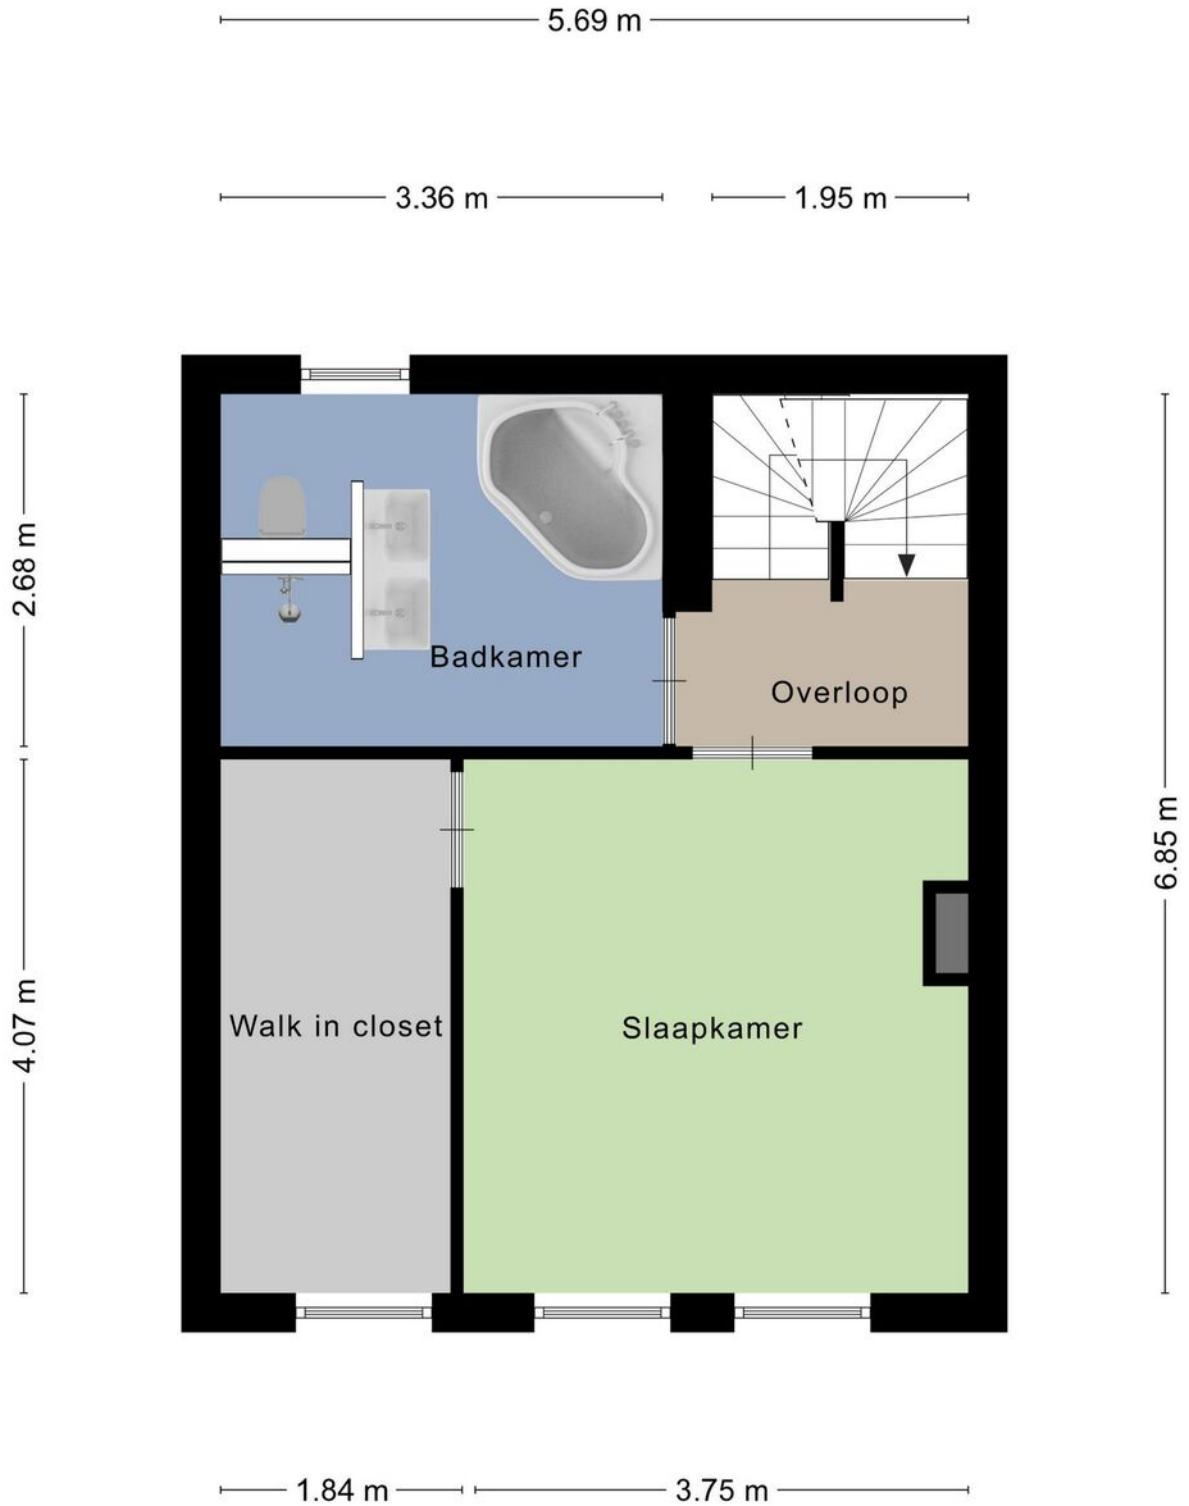 5.69 m
3.36 m
1.95 m
2.68 m
Badkamer
Overloop
6.85 m
4.07 m
Walk in closet
Slaapkamer
1.84 m
3.75 m